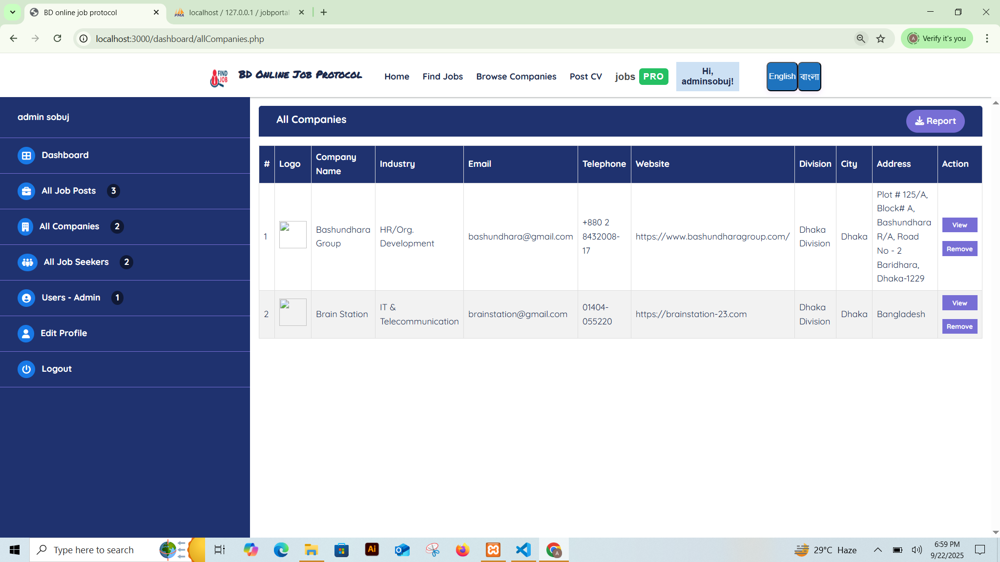 BD online job protocol
localhost / 127.0.0.1 / jobportal
localhost:3000/dashboard/allCompanies.php
A
Verify it's you
FIND
JOB
BD Online Job Protocol
Home
Find Jobs
Browse Companies
Post CV
jobs PRO
Hi,
adminsobuj!
English
বাংলা
admin sobuj
Dashboard
All Job Posts 3
All Companies 2
All Job Seekers 2
Users - Admin 1
Edit Profile
Logout
All Companies
Report
# Logo Company Name Industry Email Telephone Website Division City Address Action
1
Bashundhara
Group
HR/Org.
Development
bashundhara@gmail.com
+880 2
8432008-
17
https://www.bashundharagroup.com/
Dhaka
Division
Dhaka
Plot # 125/A,
Block# A,
Bashundhara
R/A, Road
No - 2
Baridhara,
Dhaka-1229
View
Remove
2
Brain Station
IT &
Telecommunication
brainstation@gmail.com
01404-
055220
https://brainstation-23.com
Dhaka
Division
Dhaka
Bangladesh
View
Remove
Type here to search
Ai
A
29°C Haze
6:59 PM
9/22/2025